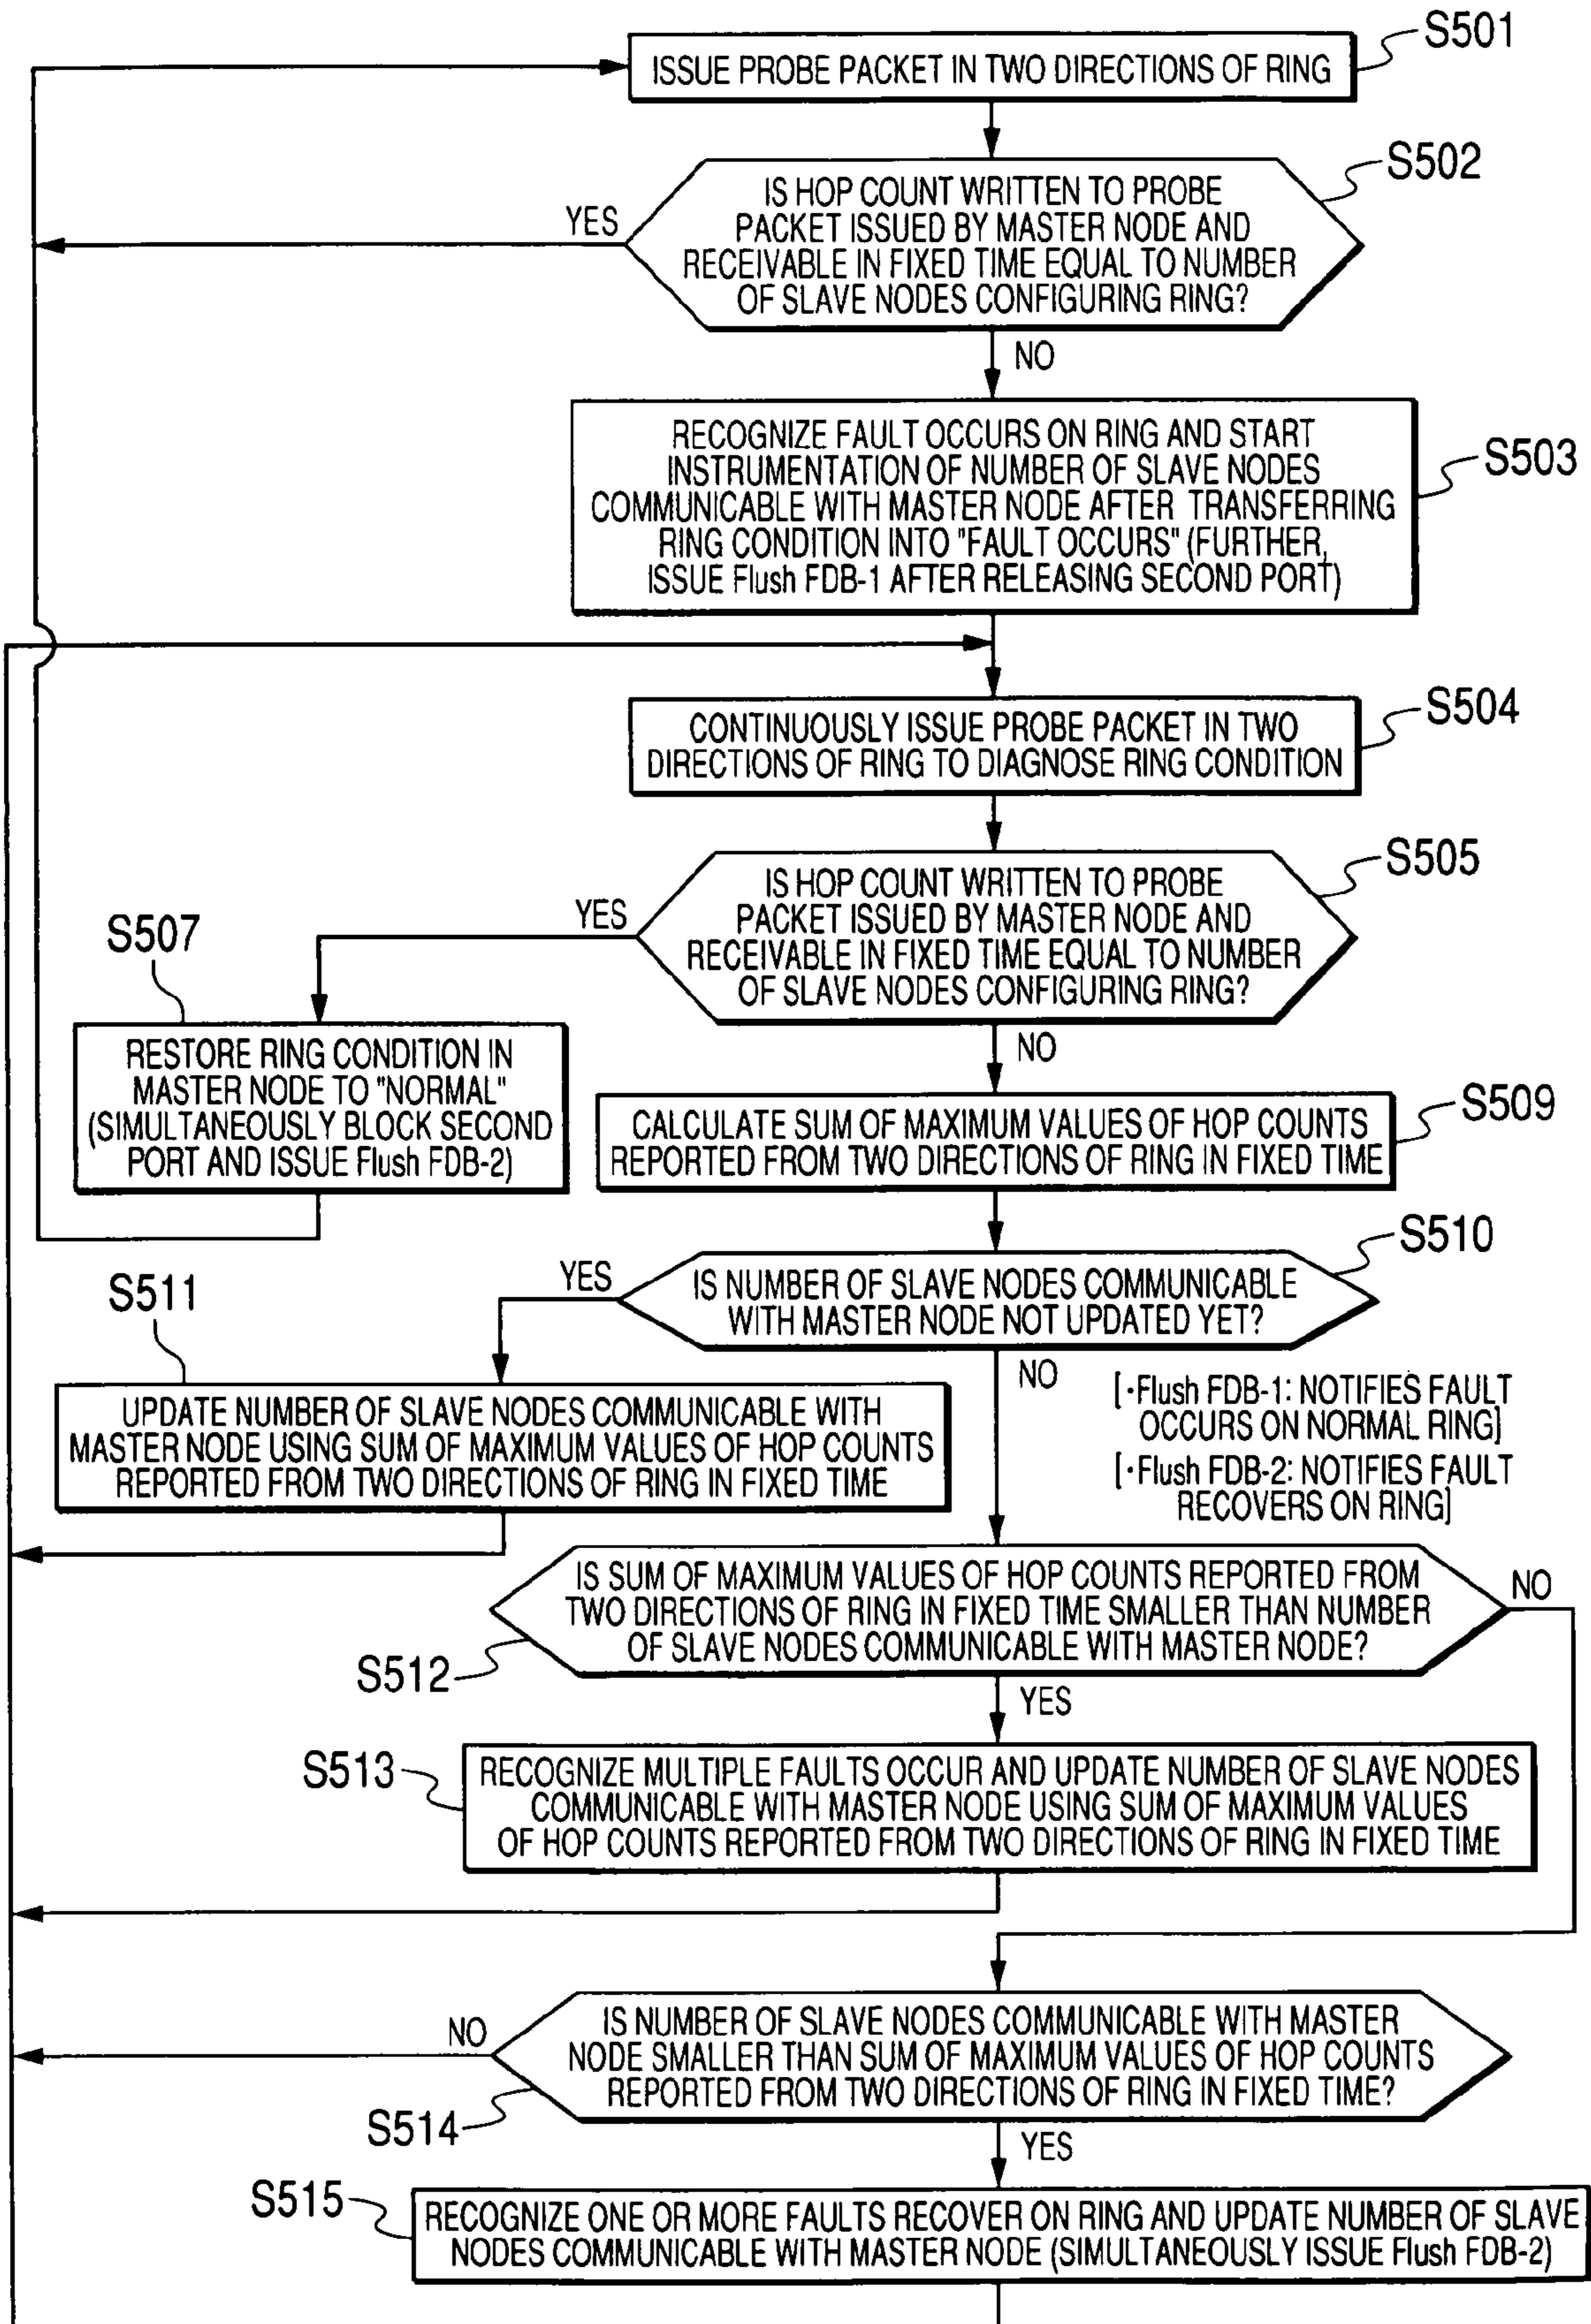 S501
ISSUE PROBE PACKET IN TWO DIRECTIONS OF RING
S502
IS HOP COUNT WRITTEN TO PROBE
PACKET ISSUED BY MASTER NODE AND
RECEIVABLE IN FIXED TIME EQUAL TO NUMBER
OF SLAVE NODES CONFIGURING RING?
YES
NO
S503
RECOGNIZE FAULT OCCURS ON RING AND START
INSTRUMENTATION OF NUMBER OF SLAVE NODES
COMMUNICABLE WITH MASTER NODE AFTER TRANSFERRING
RING CONDITION INTO "FAULT OCCURS" (FURTHER,
ISSUE Flush FDB-1 AFTER RELEASING SECOND PORT)
S504
CONTINUOUSLY ISSUE PROBE PACKET IN TWO
DIRECTIONS OF RING TO DIAGNOSE RING CONDITION
S505
IS HOP COUNT WRITTEN TO PROBE
PACKET ISSUED BY MASTER NODE AND
RECEIVABLE IN FIXED TIME EQUAL TO NUMBER
OF SLAVE NODES CONFIGURING RING?
YES
NO
S507
RESTORE RING CONDITION IN
MASTER NODE TO "NORMAL"
(SIMULTANEOUSLY BLOCK SECOND
PORT AND ISSUE Flush FDB-2)
S509
CALCULATE SUM OF MAXIMUM VALUES OF HOP COUNTS
REPORTED FROM TWO DIRECTIONS OF RING IN FIXED TIME
S510
IS NUMBER OF SLAVE NODES COMMUNICABLE
WITH MASTER NODE NOT UPDATED YET?
YES
NO
S511
UPDATE NUMBER OF SLAVE NODES COMMUNICABLE WITH
MASTER NODE USING SUM OF MAXIMUM VALUES OF HOP COUNTS
REPORTED FROM TWO DIRECTIONS OF RING IN FIXED TIME
[·Flush FDB-1: NOTIFIES FAULT
OCCURS ON NORMAL RING]
[·Flush FDB-2: NOTIFIES FAULT
RECOVERS ON RING]
S512
IS SUM OF MAXIMUM VALUES OF HOP COUNTS REPORTED FROM
TWO DIRECTIONS OF RING IN FIXED TIME SMALLER THAN NUMBER
OF SLAVE NODES COMMUNICABLE WITH MASTER NODE?
NO
YES
S513
RECOGNIZE MULTIPLE FAULTS OCCUR AND UPDATE NUMBER OF SLAVE NODES
COMMUNICABLE WITH MASTER NODE USING SUM OF MAXIMUM VALUES
OF HOP COUNTS REPORTED FROM TWO DIRECTIONS OF RING IN FIXED TIME
S514
IS NUMBER OF SLAVE NODES COMMUNICABLE WITH MASTER
NODE SMALLER THAN SUM OF MAXIMUM VALUES OF HOP COUNTS
REPORTED FROM TWO DIRECTIONS OF RING IN FIXED TIME?
NO
YES
S515
RECOGNIZE ONE OR MORE FAULTS RECOVER ON RING AND UPDATE NUMBER OF SLAVE
NODES COMMUNICABLE WITH MASTER NODE (SIMULTANEOUSLY ISSUE Flush FDB-2)